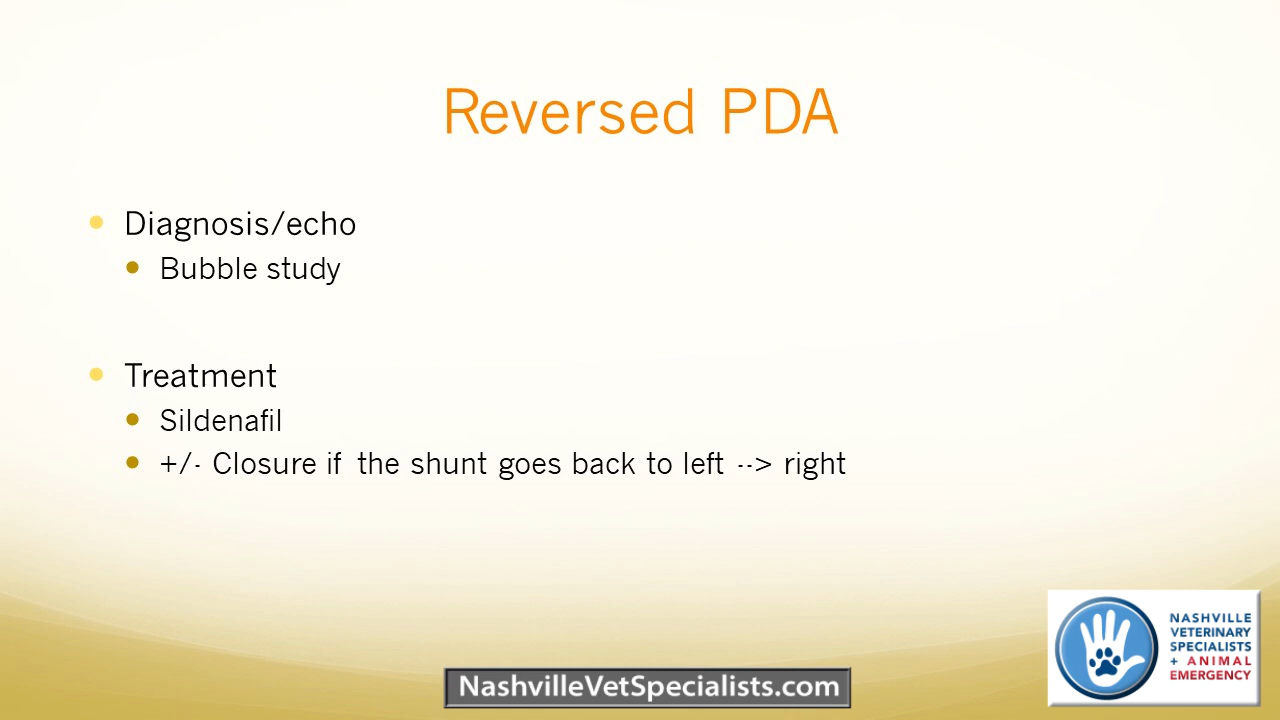 Reversed PDA
Diagnosis/echo
Bubble study
Treatment
Sildenafil
+/- Closure if the shunt goes back to left --> right
NASHVILLE
VETERINARY
SPECIALISTS
+ ANIMAL
EMERGENCY
NashvilleVetSpecialists.com